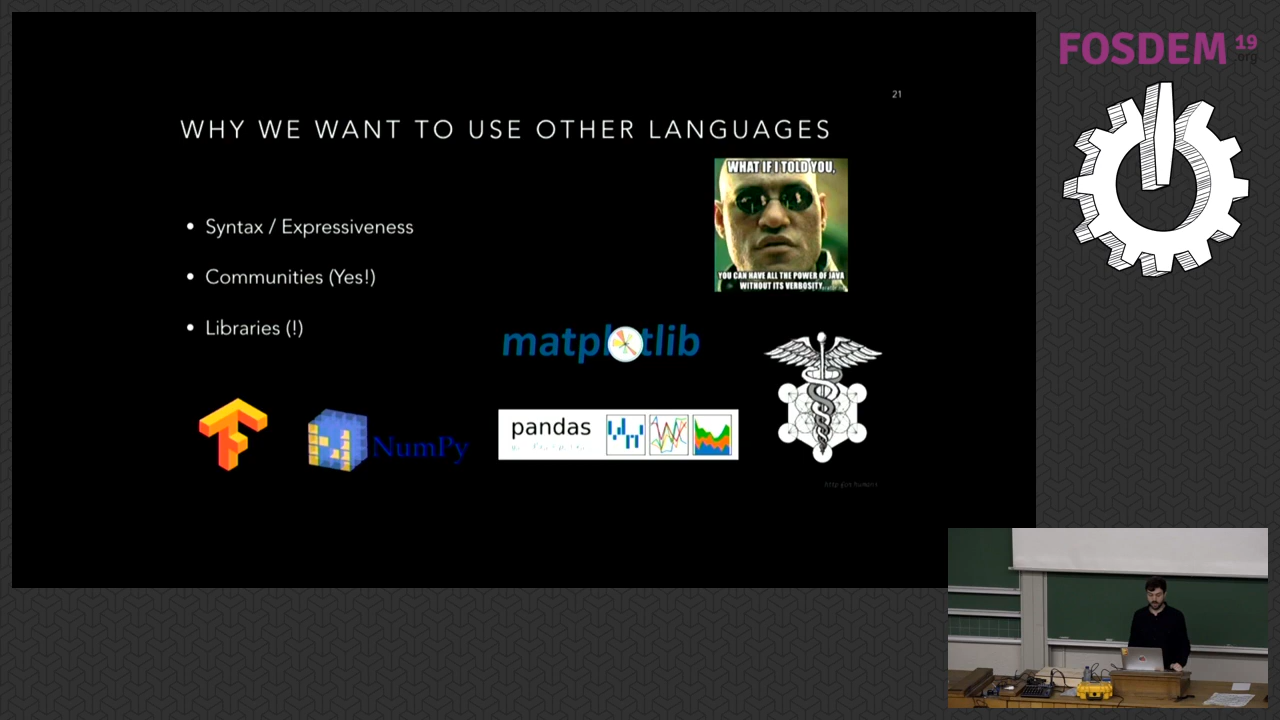 21
WHY WE WANT TO USE OTHER LANGUAGES
WHAT IF I TOLD YOU,
YOU CAN HAVE ALL THE POWER OF JAVA
WITHOUT ITS VERBOSITY.
• Syntax / Expressiveness
• Communities (Yes!)
• Libraries (!)
matplotlib
NumPy
pandas
FOSDEM 19
.org